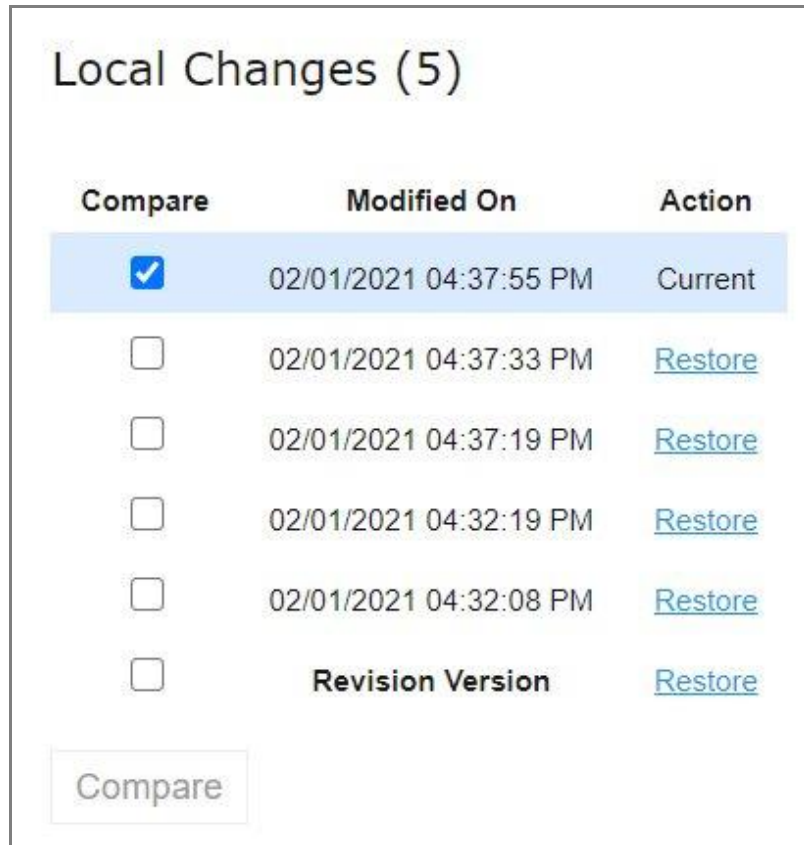 Local Changes (5)
Compare Modified On Action
02/01/2021 04:37:55 PM Current
02/01/2021 04:37:33 PM Restore
02/01/2021 04:37:19 PM Restore
02/01/2021 04:32:19 PM Restore
02/01/2021 04:32:08 PM Restore
Revision Version Restore
Compare